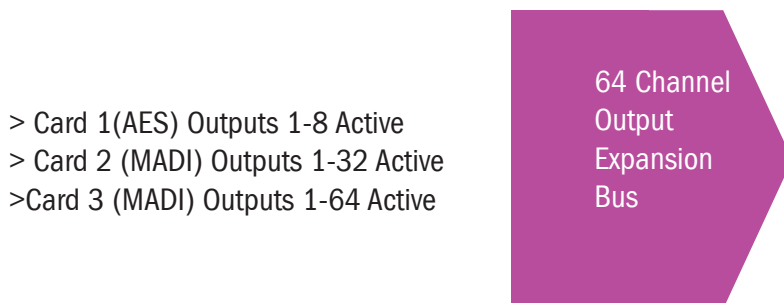 > Card 1(AES) Outputs 1-8 Active
> Card 2 (MADI) Outputs 1-32 Active
>Card 3 (MADI) Outputs 1-64 Active
64 Channel
Output
Expansion
Bus